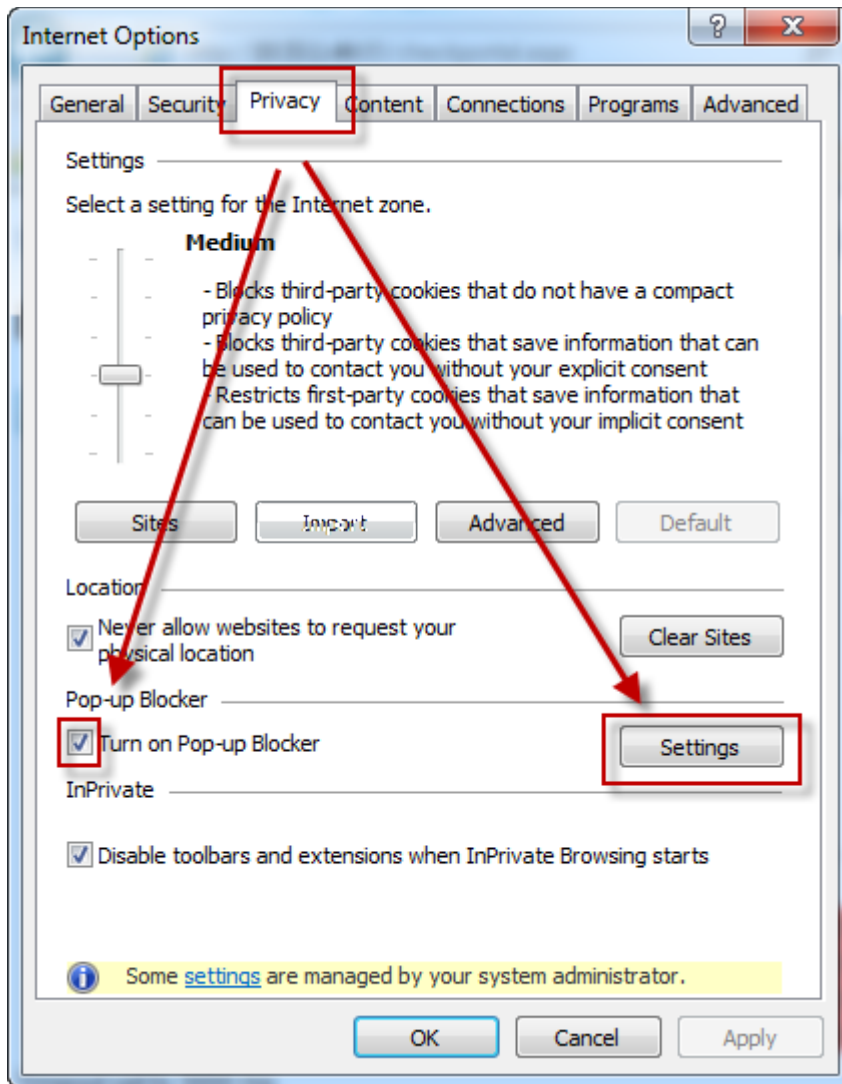 Internet Options
General Security Privacy Content Connections Programs Advanced
Settings
Select a setting for the Internet zone.
Medium
- Blocks third-party cookies that do not have a compact
privacy policy
- Blocks third-party cookies that save information that can
be used to contact you without your explicit consent
- Restricts first-party cookies that save information that
can be used to contact you without your implicit consent
Sites Import Advanced Default
Location
Never allow websites to request your
physical location
Clear Sites
Pop-up Blocker
Turn on Pop-up Blocker
Settings
InPrivate
Disable toolbars and extensions when InPrivate Browsing starts
Some settings are managed by your system administrator.
OK Cancel Apply